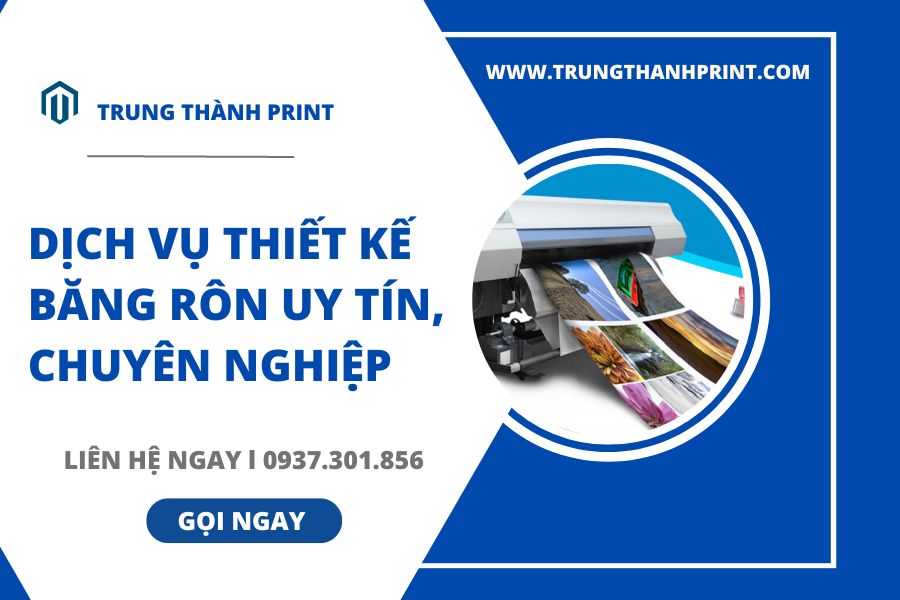 WWW.TRUNGTHANHPRINT.COM
TRUNG THÀNH PRINT
DỊCH VỤ THIẾT KẾ
BĂNG RÔN UY TÍN,
CHUYÊN NGHIỆP
LIÊN HỆ NGAY l 0937.301.856
GỌI NGAY